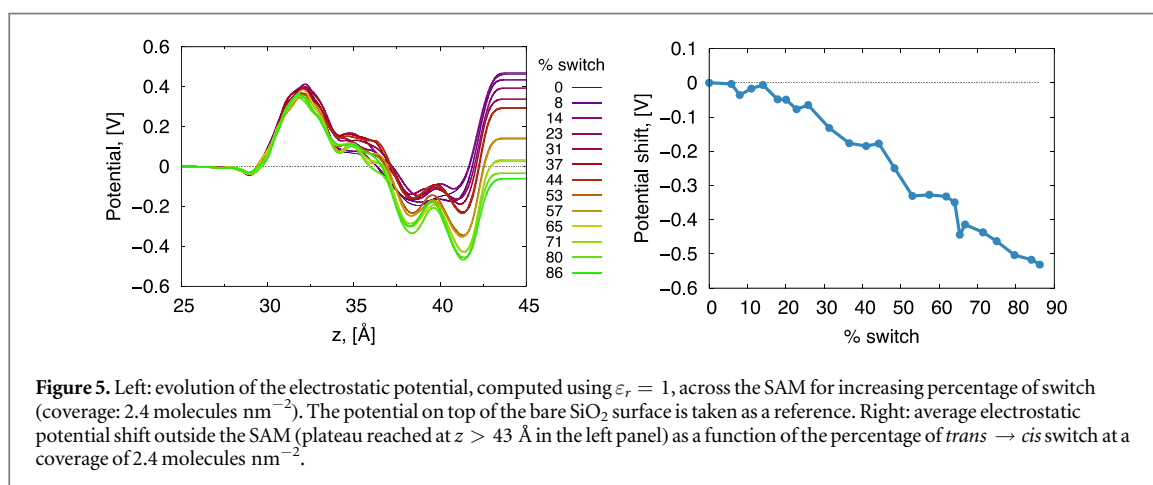 0.6
0.4
0.2
0
−0.2
−0.4
−0.6
Potential, [V]
25 30 35 40 45
z, [Å]
% switch
0
8
14
23
31
37
44
53
57
65
71
80
86
0.1
0
−0.1
−0.2
−0.3
−0.4
−0.5
−0.6
Potential shift, [V]
0 10 20 30 40 50 60 70 80 90
% switch
Figure 5. Left: evolution of the electrostatic potential, computed using εr = 1, across the SAM for increasing percentage of switch
(coverage: 2.4 molecules nm−2). The potential on top of the bare SiO2 surface is taken as a reference. Right: average electrostatic
potential shift outside the SAM (plateau reached at z > 43 Å in the left panel) as a function of the percentage of trans → cis switch at a
coverage of 2.4 molecules nm−2.